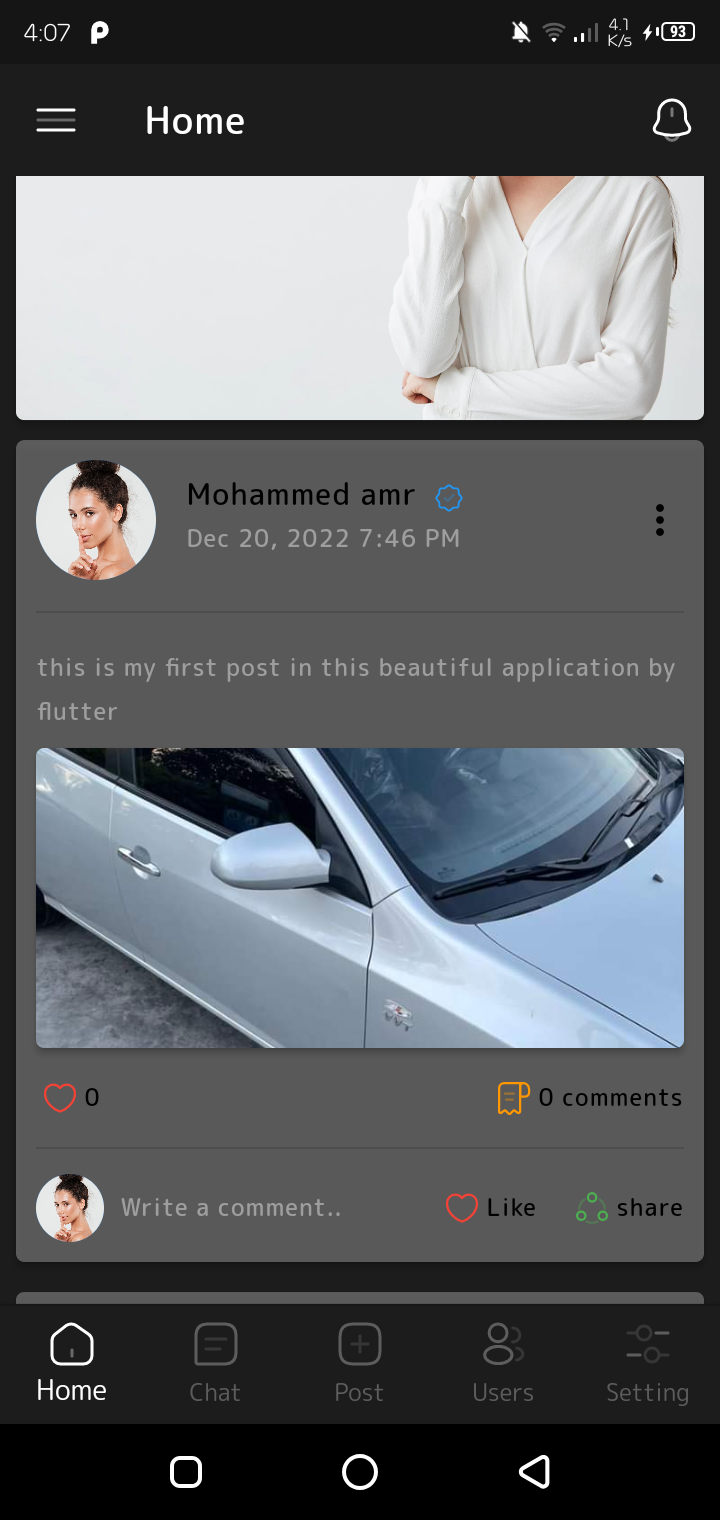 4:07
4.1
K/s
93
Home
Mohammed amr
Dec 20, 2022 7:46 PM
this is my first post in this beautiful application by
flutter
VVT
0
0 comments
Write a comment..
Like
share
Home
Chat
Post
Users
Setting